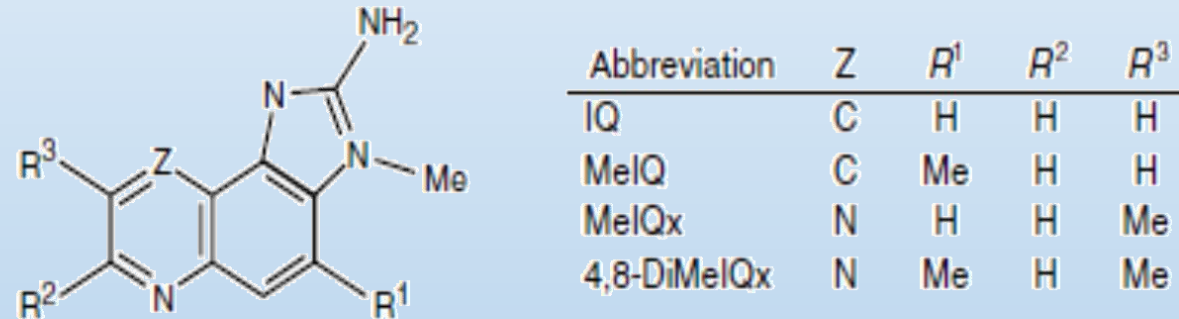 NH₂
N
N
Me
R³
Z
R²
N
R¹
Abbreviation Z R¹ R² R³
IQ C H H H
MeIQ C Me H H
MeIQx N H H Me
4,8-DiMeIQx N Me H Me